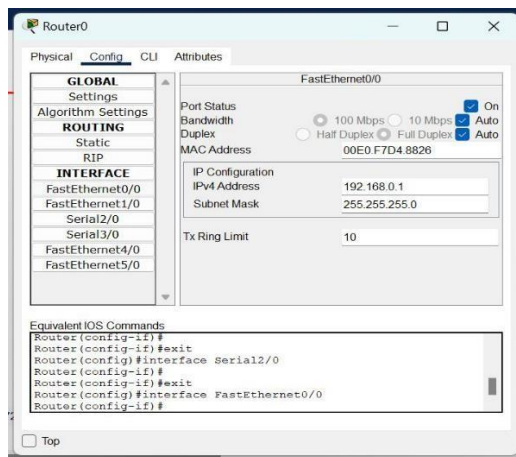 Router0
Physical Config CLI Attributes
GLOBAL
Settings
Algorithm Settings
ROUTING
Static
RIP
INTERFACE
FastEthernet0/0
FastEthernet1/0
Serial2/0
Serial3/0
FastEthernet4/0
FastEthernet5/0
FastEthernet0/0
Port Status On
Bandwidth 100 Mbps 10 Mbps Auto
Duplex Half Duplex Full Duplex Auto
MAC Address 00E0.F7D4.8826
IP Configuration
IPv4 Address 192.168.0.1
Subnet Mask 255.255.255.0
Tx Ring Limit 10
Equivalent IOS Commands
Router(config-if)#
Router(config-if)#exit
Router(config)#interface Serial2/0
Router(config-if)#
Router(config-if)#exit
Router(config)#interface FastEthernet0/0
Router(config-if)#
Top